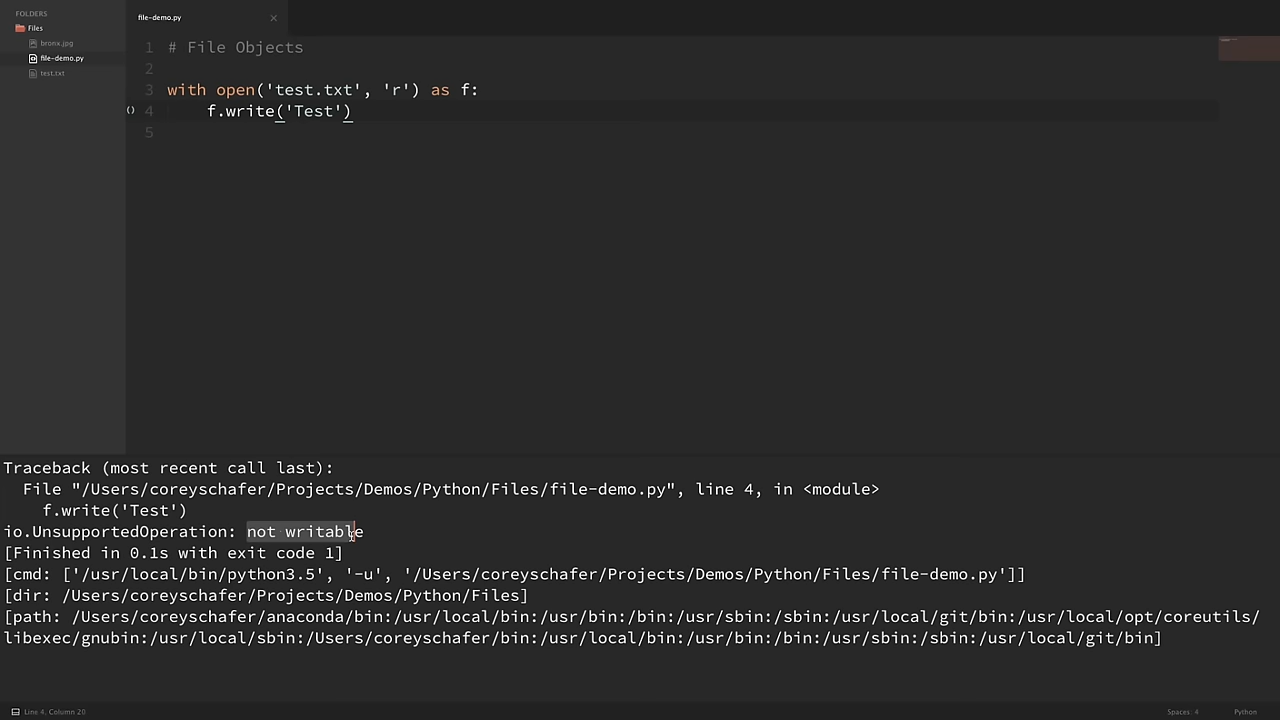 FOLDERS
Files
bronx.jpg
file-demo.py
test.txt
file-demo.py ×
1 # File Objects
2
3 with open('test.txt', 'r') as f:
() 4     f.write('Test')
5
Traceback (most recent call last):
  File "/Users/coreyschafer/Projects/Demos/Python/Files/file-demo.py", line 4, in <module>
    f.write('Test')
io.UnsupportedOperation: not writable
[Finished in 0.1s with exit code 1]
[cmd: ['/usr/local/bin/python3.5', '-u', '/Users/coreyschafer/Projects/Demos/Python/Files/file-demo.py']]
[dir: /Users/coreyschafer/Projects/Demos/Python/Files]
[path: /Users/coreyschafer/anaconda/bin:/usr/local/bin:/usr/bin:/bin:/usr/sbin:/sbin:/usr/local/git/bin:/usr/local/opt/coreutils/
libexec/gnubin:/usr/local/sbin:/Users/coreyschafer/bin:/usr/local/bin:/usr/bin:/bin:/usr/sbin:/sbin:/usr/local/git/bin]
Line 4, Column 20 Spaces: 4 Python